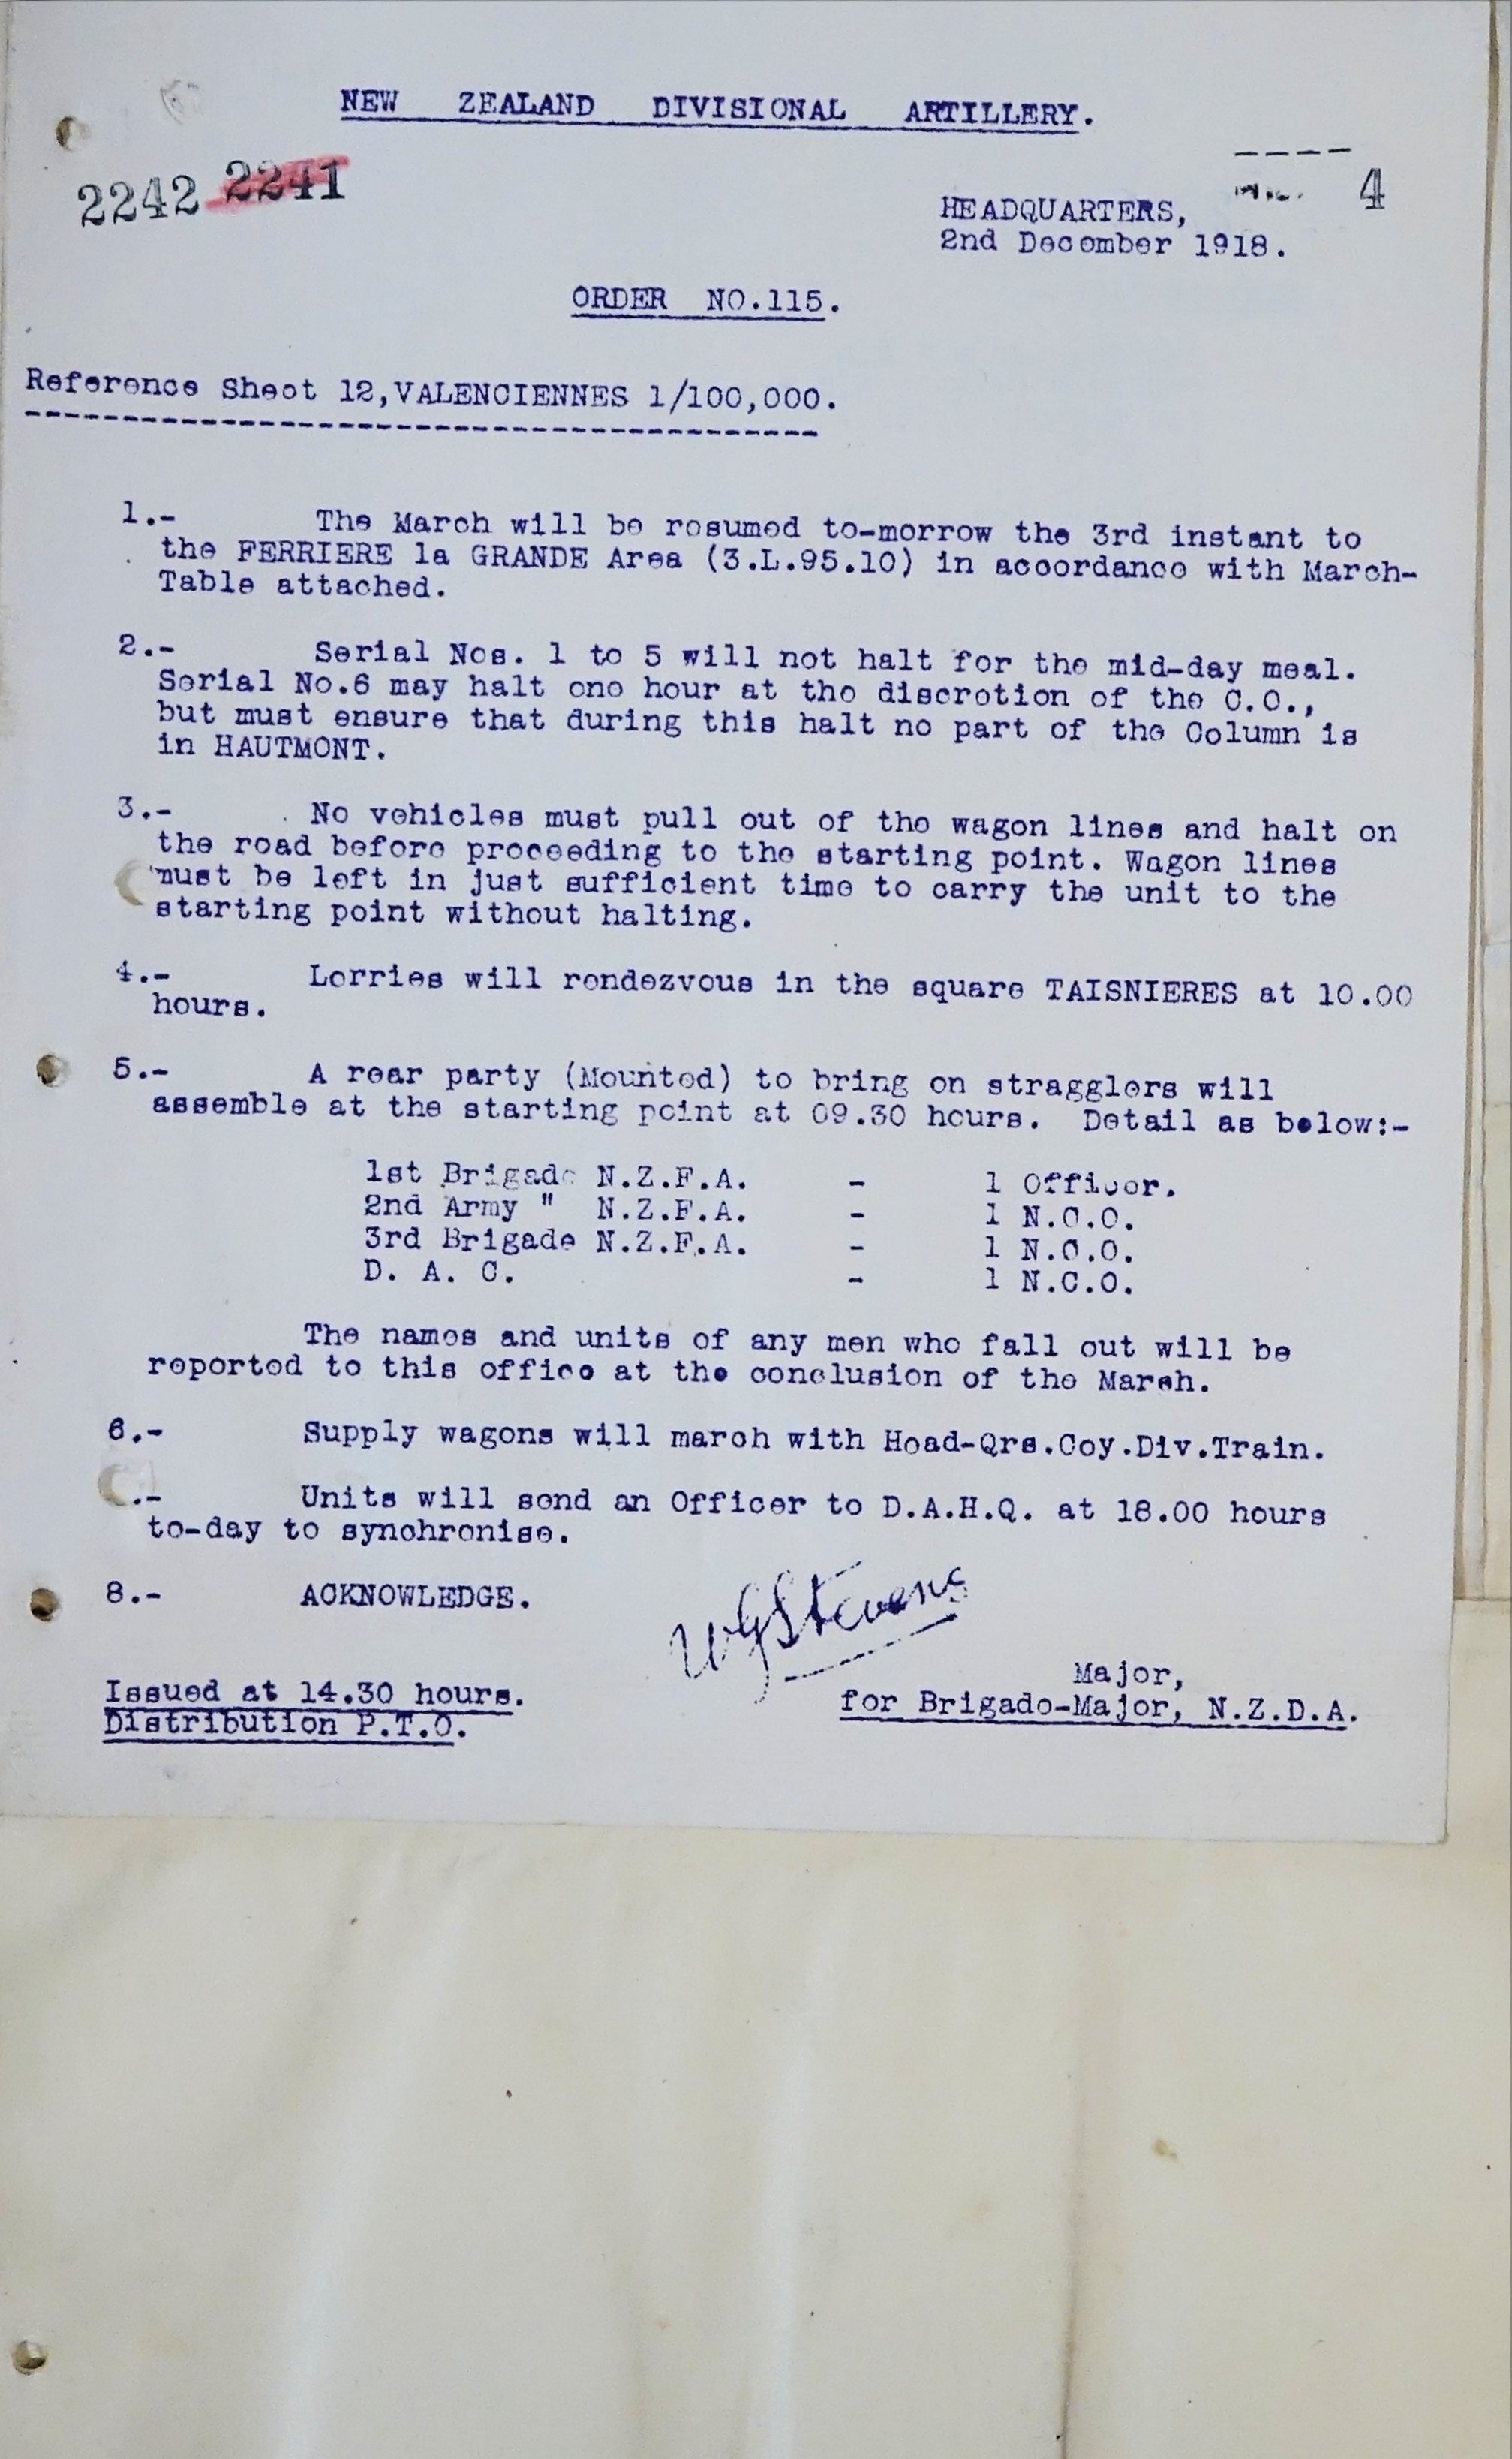 NEW ZEALAND DIVISIONAL ARTILLERY.
2242 2241
4
HEADQUARTERS,
2nd December 1918.
ORDER NO.115.
Reference Sheet 12,VALENCIENNES 1/100,000.
1.- The March will be resumed to-morrow the 3rd instant to
the FERRIERE la GRANDE Area (3.L.95.10) in accordance with March-
Table attached.
2.- Serial Nos. 1 to 5 will not halt for the mid-day meal.
Serial No.6 may halt one hour at the discretion of the C.O.,
but must ensure that during this halt no part of the Column is
in HAUTMONT.
3.- No vehicles must pull out of the wagon lines and halt on
the road before proceeding to the starting point. Wagon lines
must be left in just sufficient time to carry the unit to the
starting point without halting.
4.- Lorries will rendezvous in the square TAISNIERES at 10.00
hours.
5.- A rear party (Mounted) to bring on stragglers will
assemble at the starting point at 09.30 hours. Detail as below:-
1st Brigade N.Z.F.A. - 1 Officer.
2nd Army " N.Z.F.A. - 1 N.C.O.
3rd Brigade N.Z.F.A. - 1 N.C.O.
D. A. C. - 1 N.C.O.
The names and units of any men who fall out will be
reported to this office at the conclusion of the March.
6.- Supply wagons will march with Head-Qrs.Coy.Div.Train.
.- Units will send an Officer to D.A.H.Q. at 18.00 hours
to-day to synchronise.
8.- ACKNOWLEDGE.
WGStevens
Major,
for Brigade-Major, N.Z.D.A.
Issued at 14.30 hours.
Distribution P.T.O.